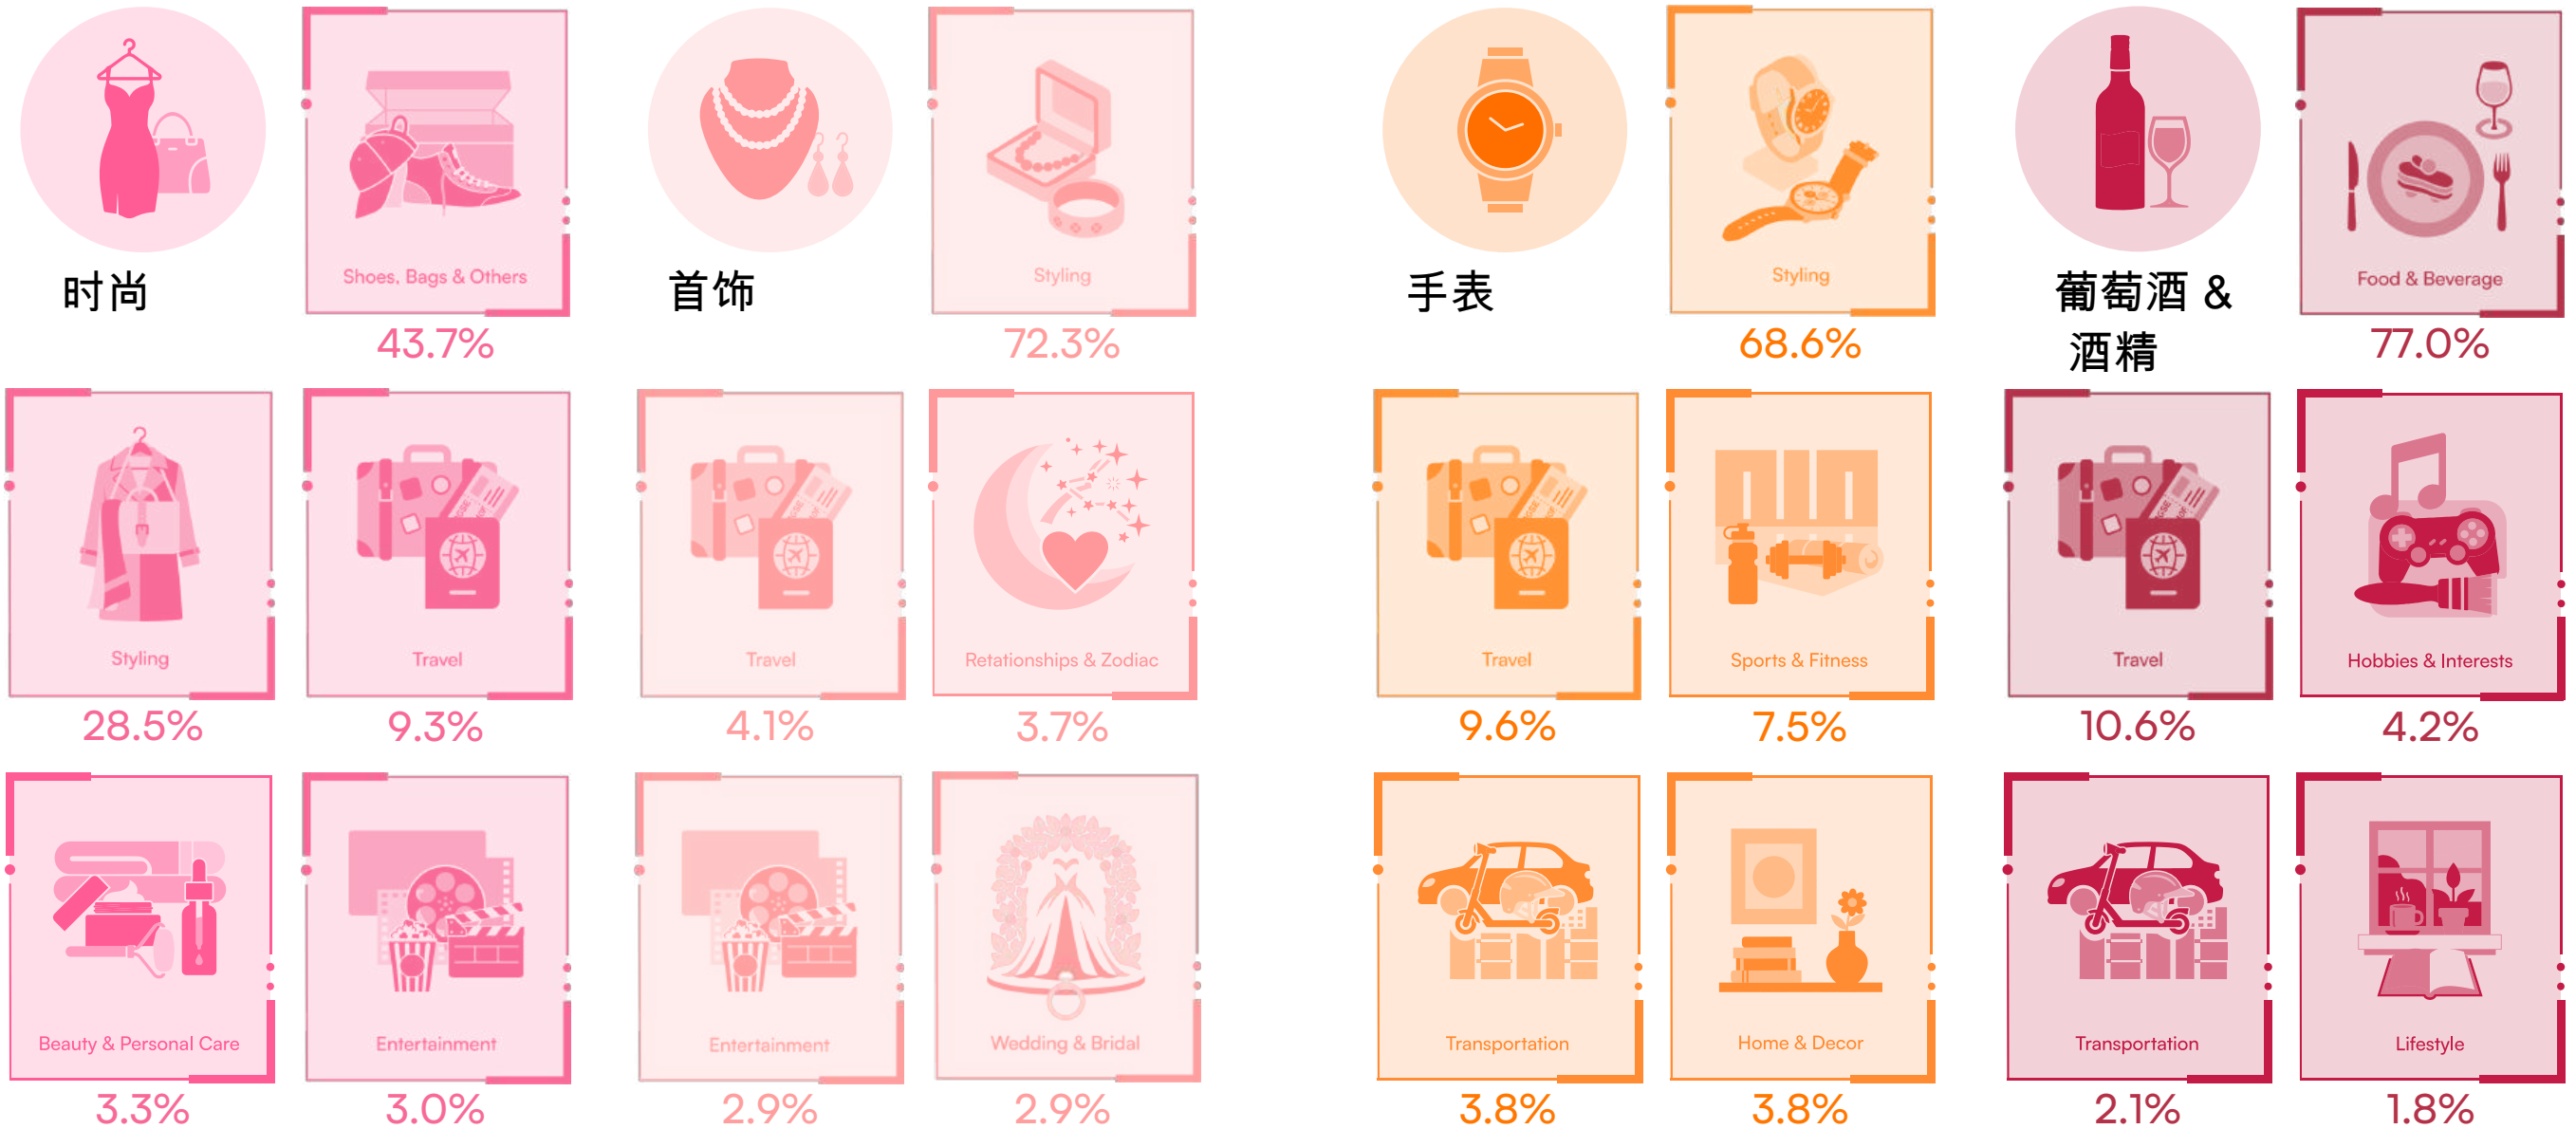 时尚
Shoes, Bags & Others
43.7%
Styling
28.5%
Travel
9.3%
Beauty & Personal Care
3.3%
Entertainment
3.0%
首饰
Styling
72.3%
Travel
4.1%
Retationships & Zodiac
3.7%
Entertainment
2.9%
Wedding & Bridal
2.9%
手表
Styling
68.6%
Travel
9.6%
Sports & Fitness
7.5%
Transportation
3.8%
Home & Decor
3.8%
葡萄酒 &
酒精
Food & Beverage
77.0%
Travel
10.6%
Hobbies & Interests
4.2%
Transportation
2.1%
Lifestyle
1.8%